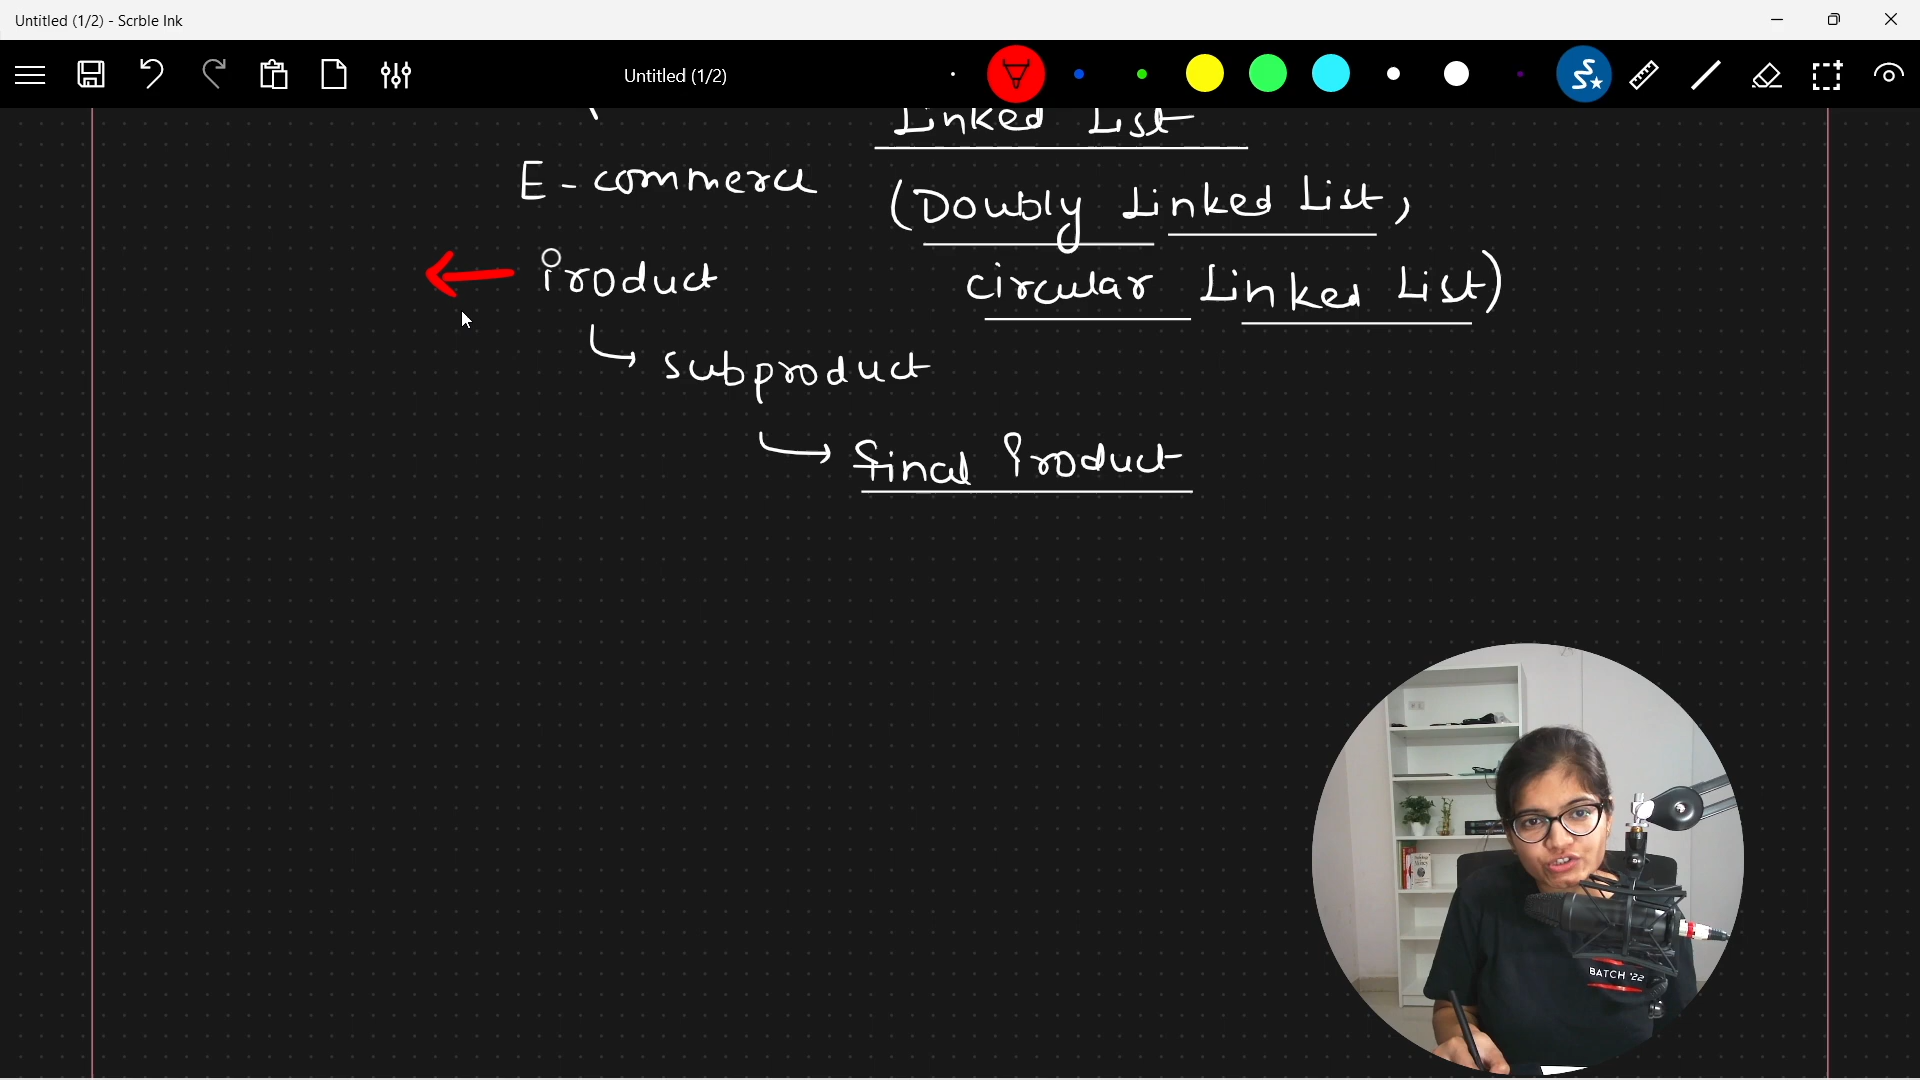 Untitled (1/2) - Scrble Ink
Untitled (1/2)
Linked List
E-commerce
(Doubly Linked List,
Product
circular Linked List)
subproduct
final Product
BATCH '22